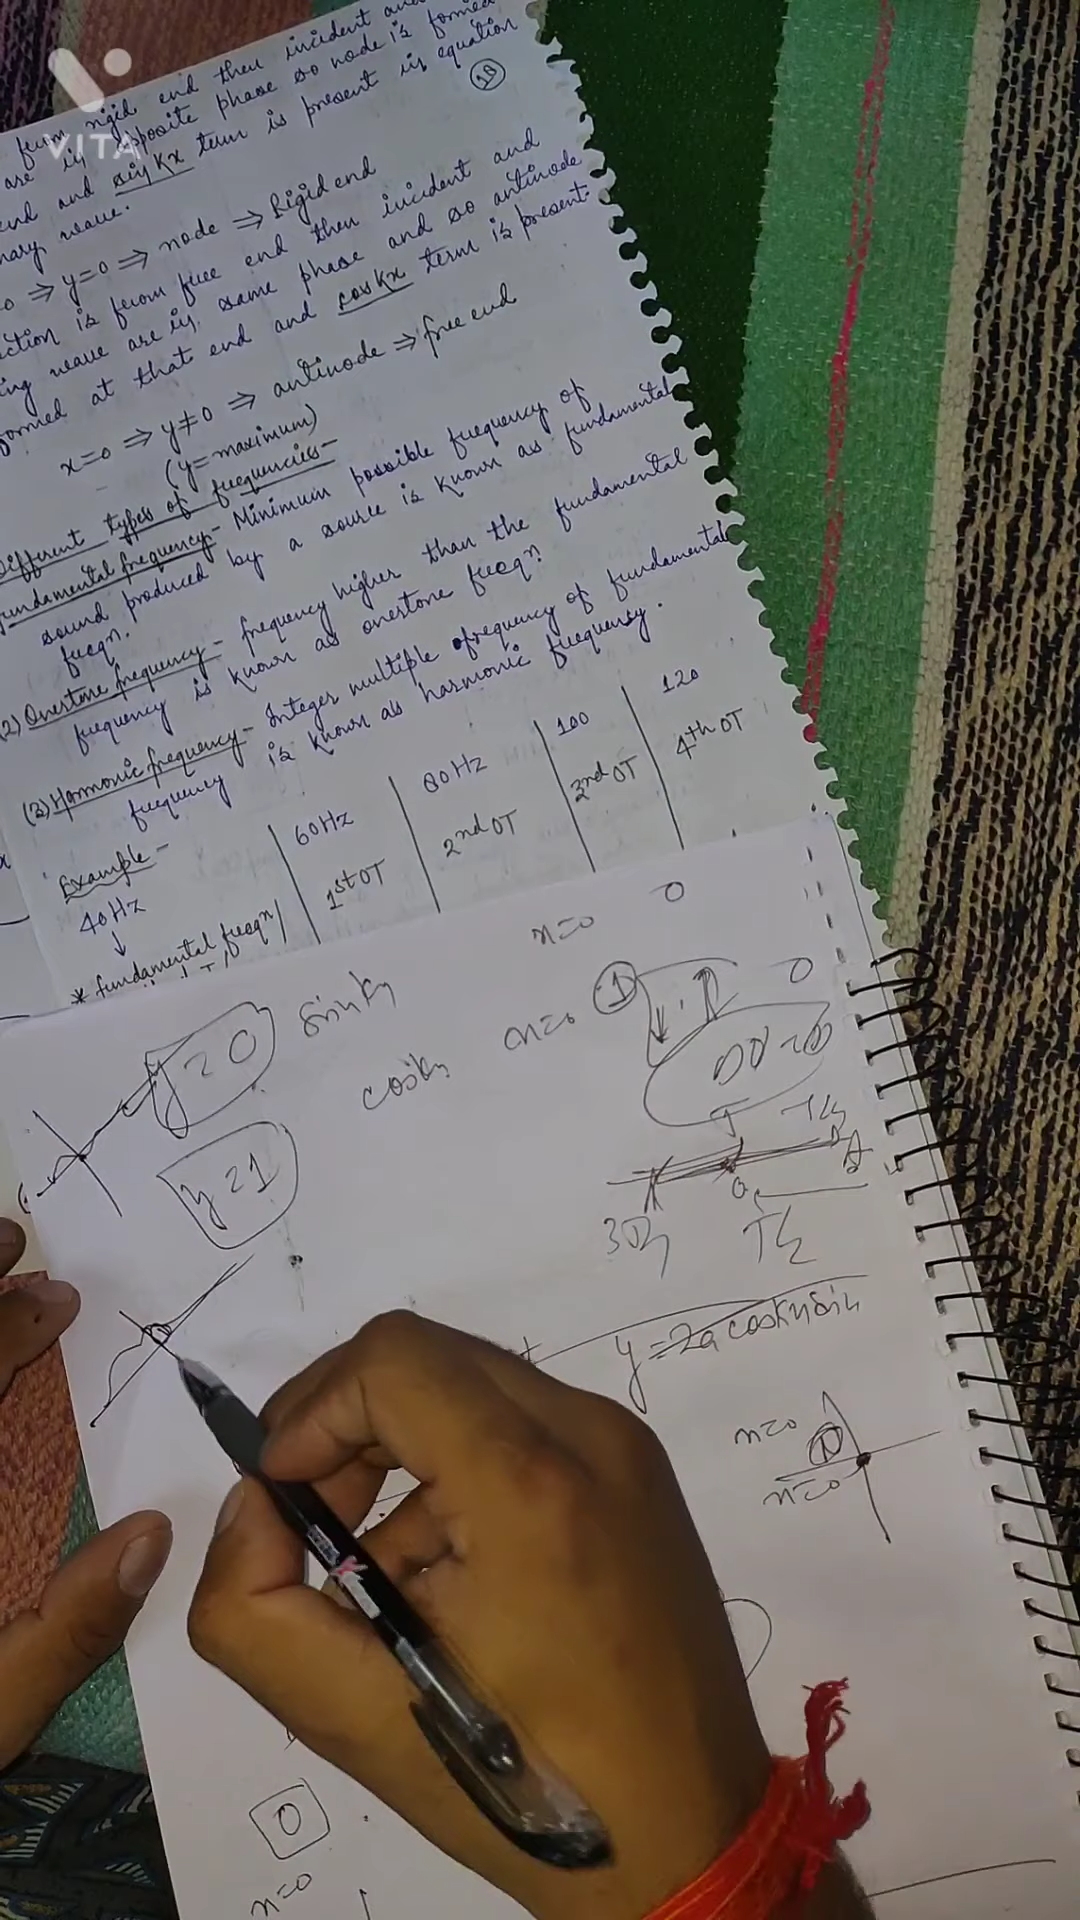 VITA
from rigid end then incident and
are in opposite phase so node is formed
end and sin kx term is present in equation
nary wave.
18
⇒ y=0 ⇒ node ⇒ Rigid end
ction is from free end then incident and
ing wave are in same phase and so antinode
formed at that end and cos Kx term is present.
x=0 ⇒ y≠0 ⇒ antinode ⇒ free end
(y=maximum)
Different types of frequencies-
fundamental frequency- Minimum possible frequency of
sound produced by a source is known as fundamental
freqn.
(2) Overtone frequency- frequency higher than the fundamental
frequency is known as overtone freqn.
(3) Harmonic frequency- Integer multiple frequency of fundamental
frequency is known as harmonic frequency.
Example-
40Hz | 60Hz | 80Hz | 100 | 120
↓ | 1st OT | 2nd OT | 3nd OT | 4th OT
* fundamental freqn/
n=0 0
y=0 sin kx
cos kx n=0 1 0
y=1
y=2a cos kx sin
n=0 1
n=0
0
n=0